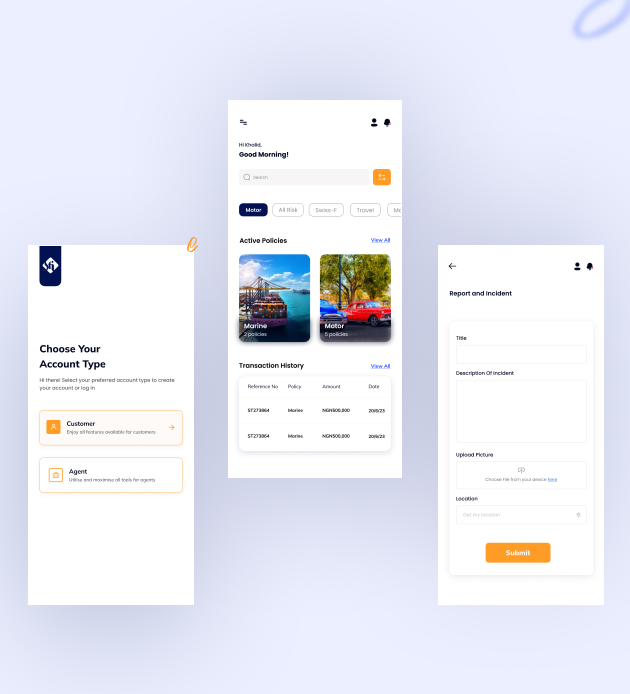 Choose Your
Account Type
Hi there! Select your preferred account type to create
your account or log in
Customer
Enjoy all features available for customers
Agent
Utilise and maximise all tools for agents
Hi Khalid,
Good Morning!
Search
Motor
All Risk
Swiss-F
Travel
Active Policies
View All
Marine
2 policies
Motor
5 policies
Transaction History
View All
Reference No Policy Amount Date
ST273864 Marine NGN500,000 20/6/23
ST273864 Marine NGN500,000 20/6/23
Report and Incident
Title
Description Of Incident
Upload Picture
Choose File from your device here
Location
Get my location
Submit